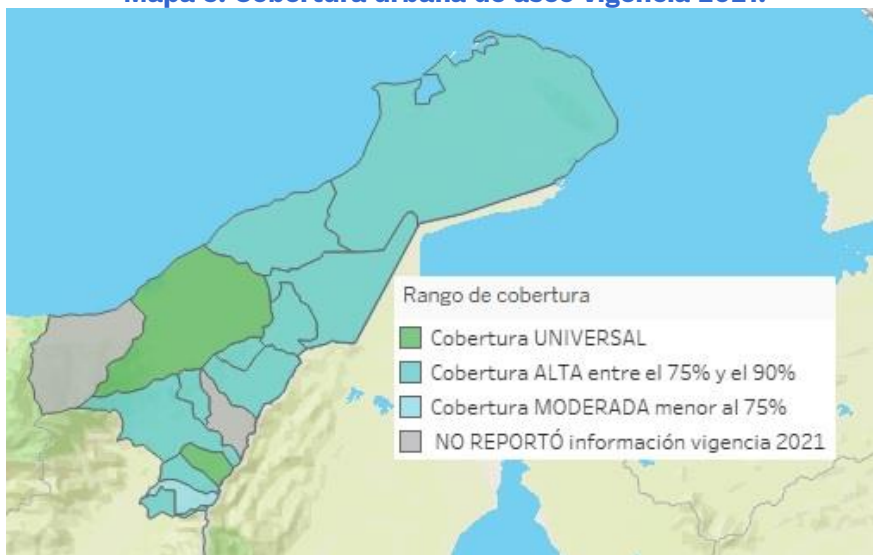 Mapa 3. Cobertura urbana de aseo vigencia 2021.
Rango de cobertura
Cobertura UNIVERSAL
Cobertura ALTA entre el 75% y el 90%
Cobertura MODERADA menor al 75%
NO REPORTÓ información vigencia 2021